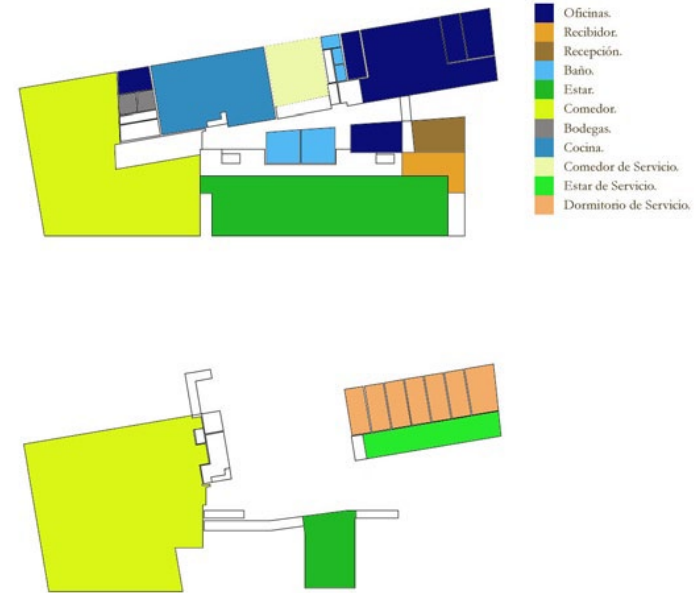 Oficinas.
Recibidor.
Recepción.
Baño.
Estar.
Comedor.
Bodegas.
Cocina.
Comedor de Servicio.
Estar de Servicio.
Dormitorio de Servicio.